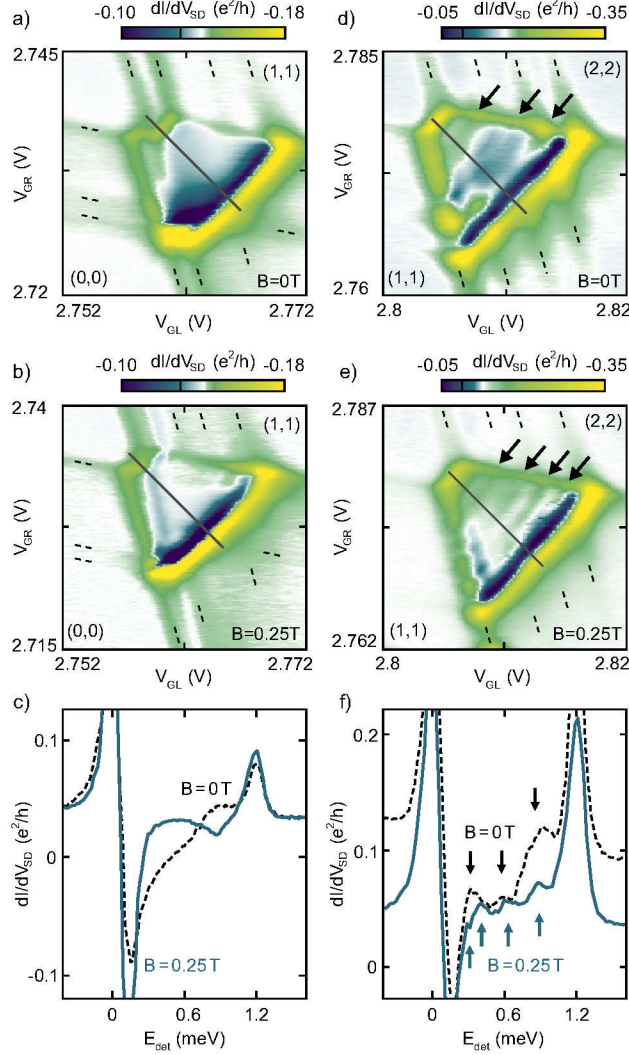 a)
dI/dV_SD (e²/h)
-0.10 -0.18
2.745
(1,1)
V_GR (V)
(0,0)
B=0T
2.72
2.752 2.772
V_GL (V)
d)
dI/dV_SD (e²/h)
-0.05 -0.35
2.785
(2,2)
V_GR (V)
(1,1)
B=0T
2.76
2.8 2.82
V_GL (V)
b)
dI/dV_SD (e²/h)
-0.10 -0.18
2.74
(1,1)
V_GR (V)
(0,0)
B=0.25T
2.715
2.752 2.772
V_GL (V)
e)
dI/dV_SD (e²/h)
-0.05 -0.35
2.787
(2,2)
V_GR (V)
(1,1)
B=0.25T
2.762
2.8 2.82
V_GL (V)
c)
0.1
B=0T
dI/dV_SD (e²/h)
0
-0.1
B=0.25T
0 0.6 1.2
E_det (meV)
f)
0.2
dI/dV_SD (e²/h)
0.1
B=0T
B=0.25T
0
0 0.6 1.2
E_det (meV)